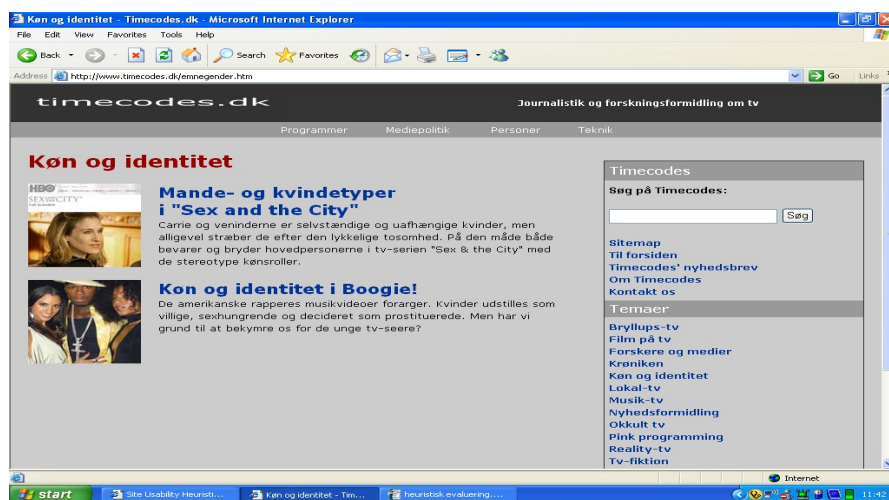 Køn og identitet - Timecodes.dk - Microsoft Internet Explorer
File Edit View Favorites Tools Help
Back Search Favorites
Address http://www.timecodes.dk/emnegender.htm Go Links
timecodes.dk Journalistik og forskningsformidling om tv
Programmer Mediepolitik Personer Teknik
Køn og identitet
HBO
SEX AND THE CITY
Mande- og kvindetyper
i "Sex and the City"
Carrie og veninderne er selvstændige og uafhængige kvinder, men
alligevel stræber de efter den lykkelige tosomhed. På den måde både
bevarer og bryder hovedpersonerne i tv-serien "Sex & the City" med
de stereotype kønsroller.
Kon og identitet i Boogie!
De amerikanske rapperes musikvideoer forarger. Kvinder udstilles som
villige, sexhungrende og decideret som prostituerede. Men har vi
grund til at bekymre os for de unge tv-seere?
Timecodes
Søg på Timecodes:
Søg
Sitemap
Til forsiden
Timecodes' nyhedsbrev
Om Timecodes
Kontakt os
Temaer
Bryllups-tv
Film på tv
Forskere og medier
Krøniken
Køn og identitet
Lokal-tv
Musik-tv
Nyhedsformidling
Okkult tv
Pink programming
Reality-tv
Tv-fiktion
Internet
start Site Usability Heuristi... Køn og identitet - Tim... heuristisk evaluering.... 11:42